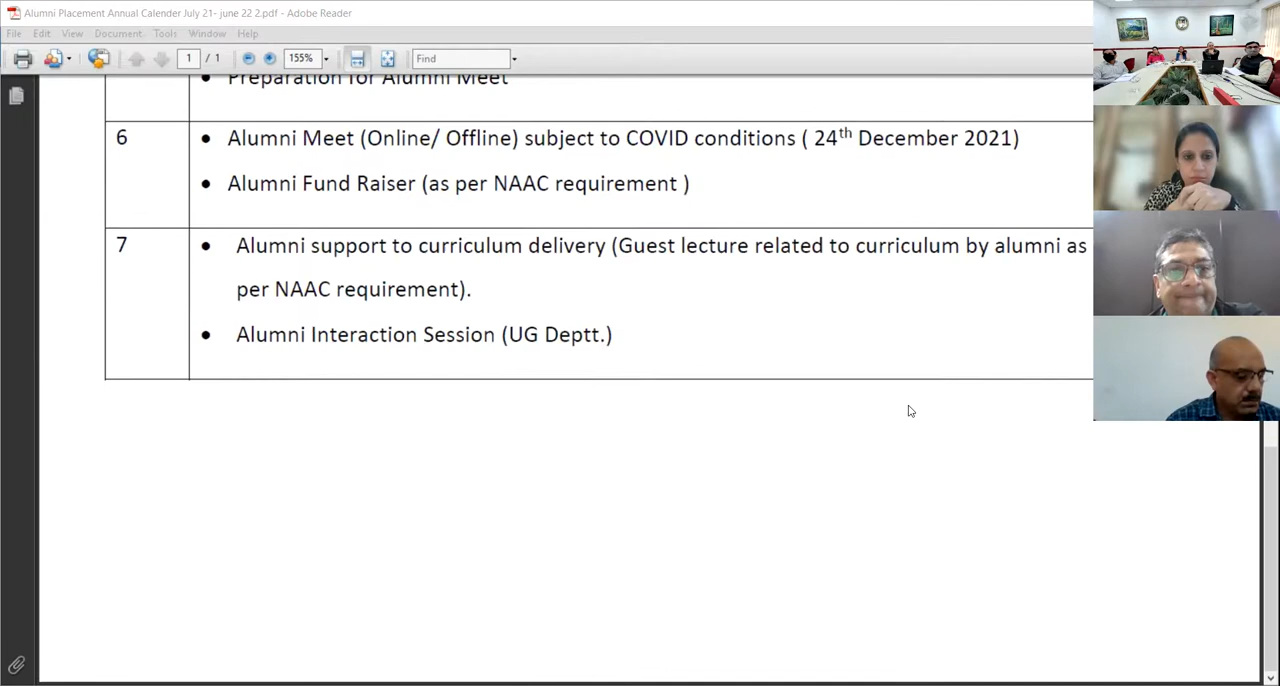 Alumni Placement Annual Calender July 21- june 22 2.pdf - Adobe Reader
File Edit View Document Tools Window Help
1 / 1 155% Find
• Preparation for Alumni Meet
6
• Alumni Meet (Online/ Offline) subject to COVID conditions ( 24th December 2021)
• Alumni Fund Raiser (as per NAAC requirement )
7
• Alumni support to curriculum delivery (Guest lecture related to curriculum by alumni as
per NAAC requirement).
• Alumni Interaction Session (UG Deptt.)